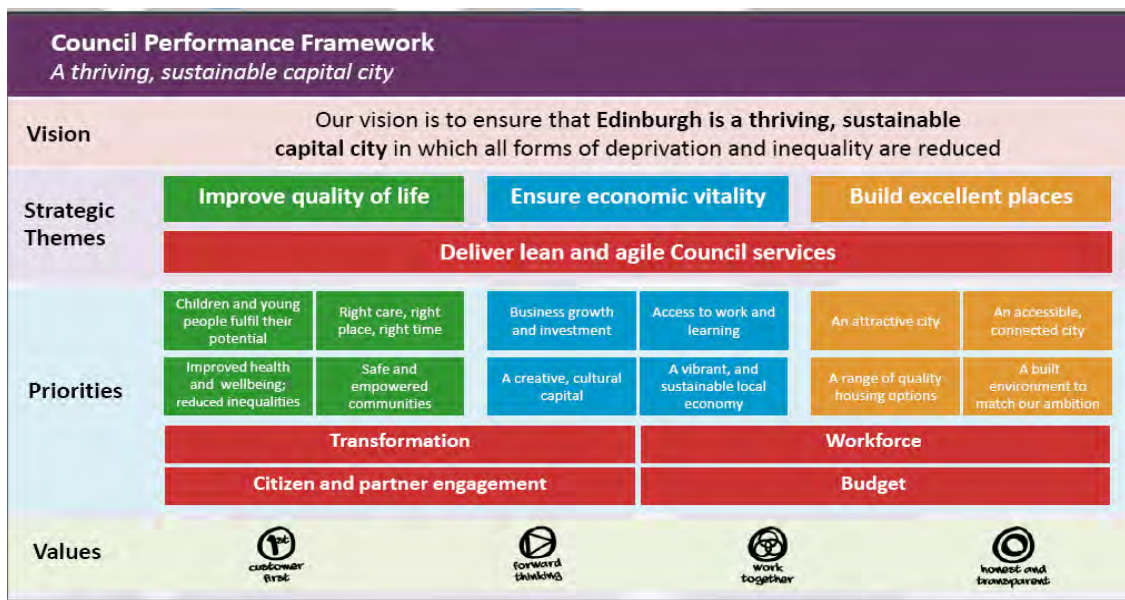 Council Performance Framework
A thriving, sustainable capital city
Vision
Our vision is to ensure that Edinburgh is a thriving, sustainable
capital city in which all forms of deprivation and inequality are reduced
Strategic
Themes
Improve quality of life
Ensure economic vitality
Build excellent places
Deliver lean and agile Council services
Priorities
Children and young
people fulfil their
potential
Right care, right
place, right time
Business growth
and investment
Access to work and
learning
An attractive city
An accessible,
connected city
Improved health
and wellbeing;
reduced inequalities
Safe and
empowered
communities
A creative, cultural
capital
A vibrant, and
sustainable local
economy
A range of quality
housing options
A built
environment to
match our ambition
Transformation
Workforce
Citizen and partner engagement
Budget
Values
1st
customer
first
forward
thinking
work
together
honest and
transparent